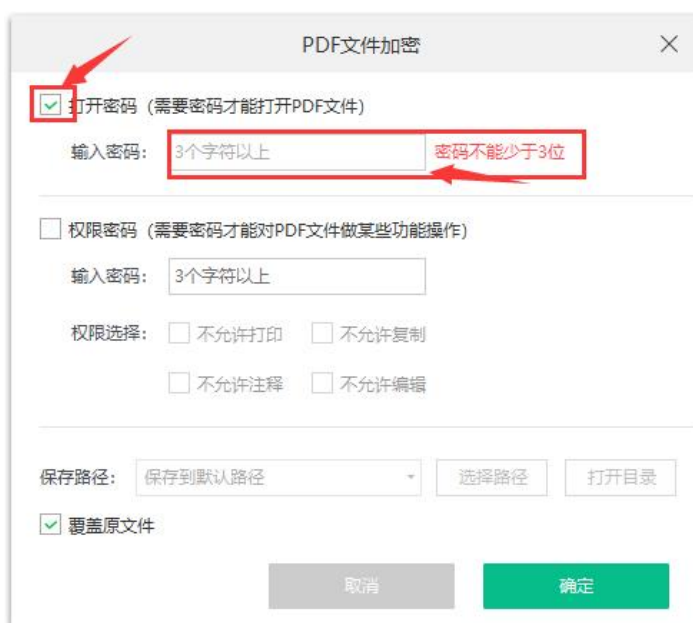 PDF文件加密
打开密码 (需要密码才能打开PDF文件)
输入密码: 3个字符以上 密码不能少于3位
权限密码 (需要密码才能对PDF文件做某些功能操作)
输入密码: 3个字符以上
权限选择: 不允许打印 不允许复制
不允许注释 不允许编辑
保存路径: 保存到默认路径 选择路径 打开目录
覆盖原文件
取消 确定